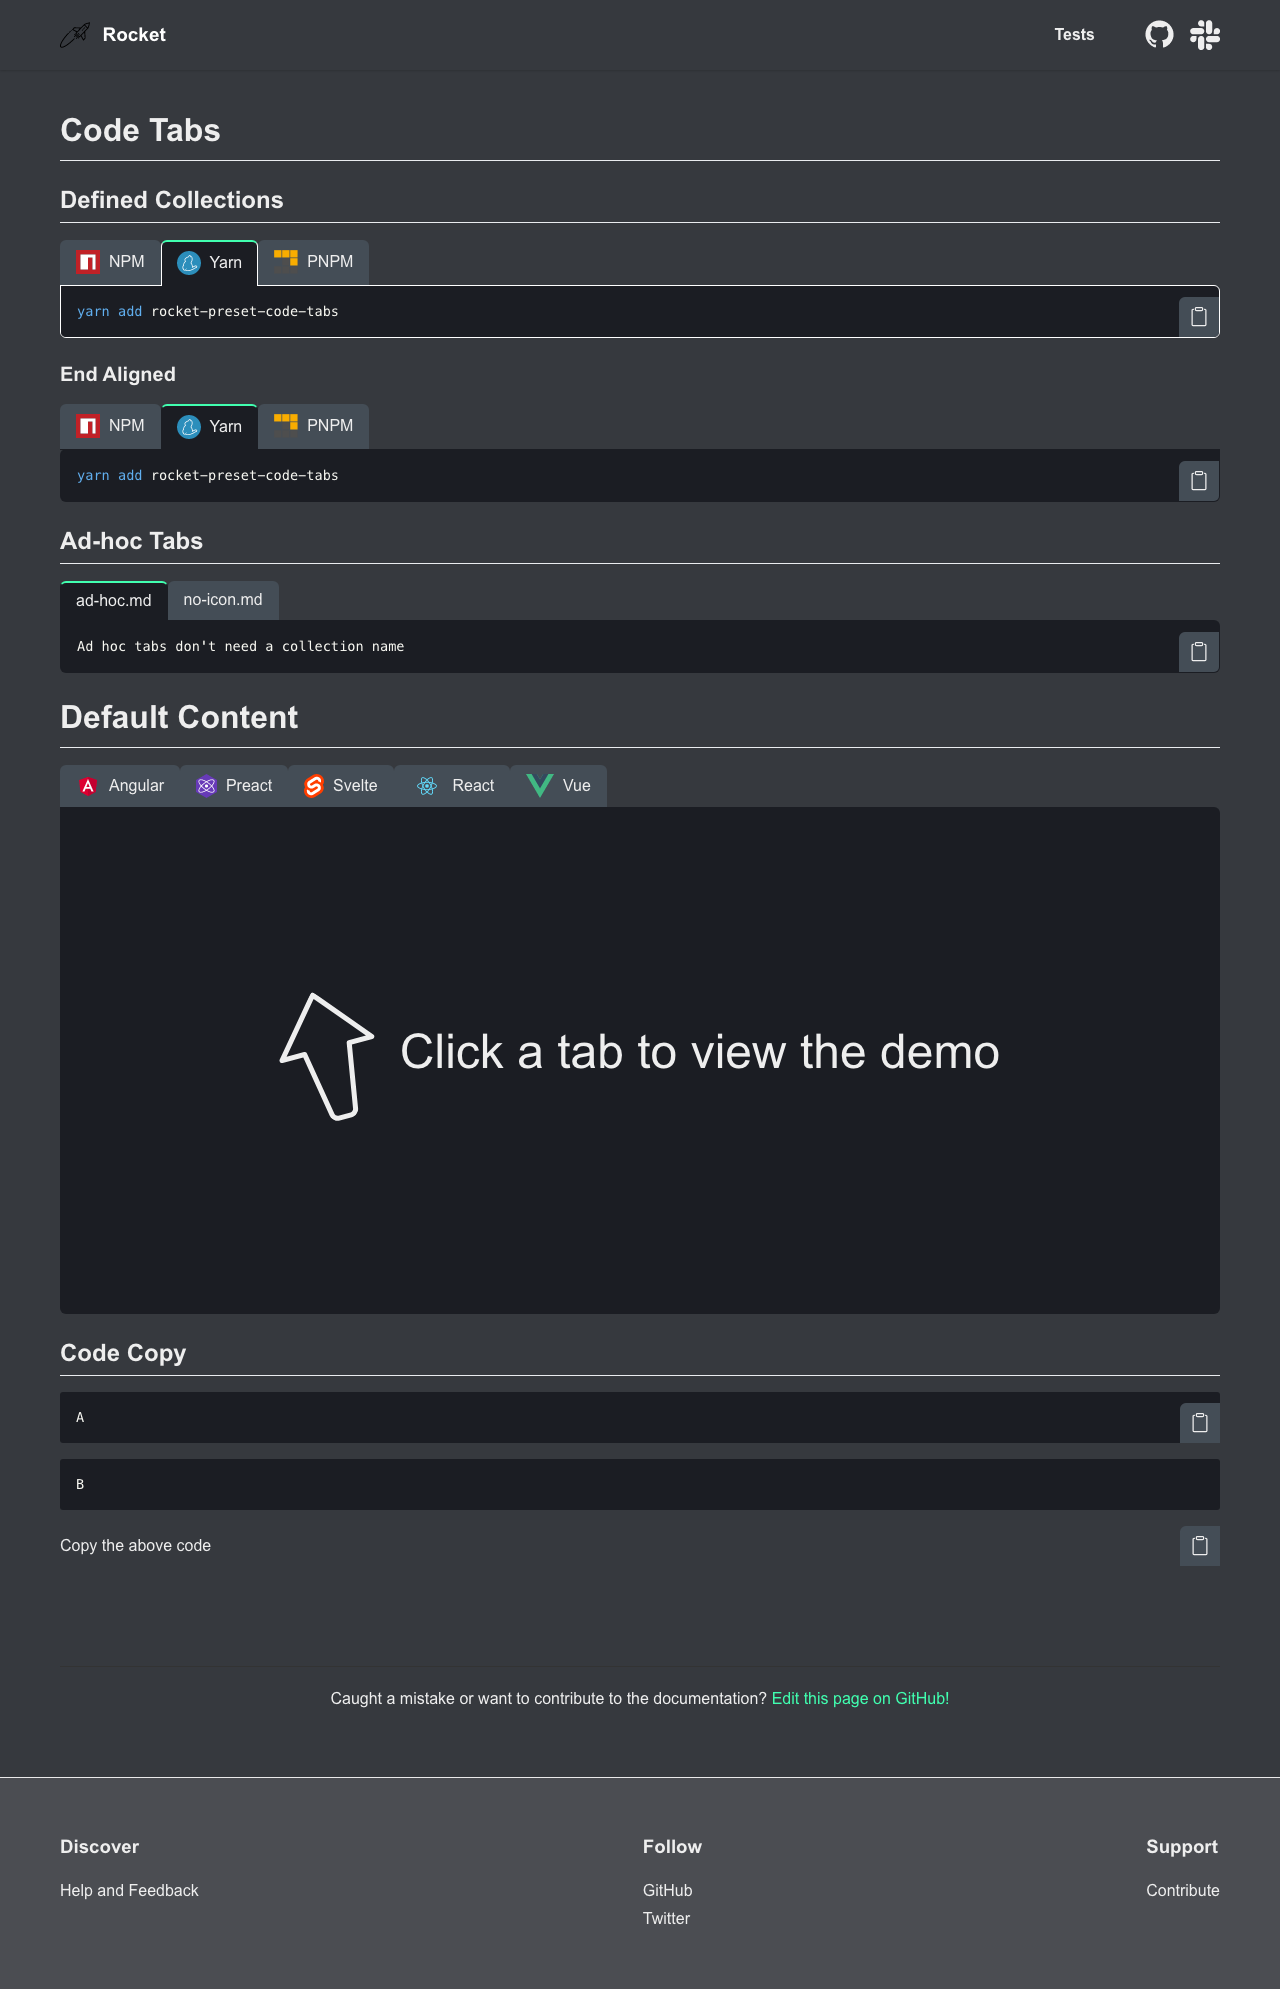 Rocket
Tests
Code Tabs
Defined Collections
NPM Yarn PNPM
yarn add rocket-preset-code-tabs
End Aligned
NPM Yarn PNPM
yarn add rocket-preset-code-tabs
Ad-hoc Tabs
ad-hoc.md no-icon.md
Ad hoc tabs don't need a collection name
Default Content
Angular Preact Svelte React Vue
Click a tab to view the demo
Code Copy
A
B
Copy the above code
Caught a mistake or want to contribute to the documentation? Edit this page on GitHub!
Discover
Help and Feedback
Follow
GitHub
Twitter
Support
Contribute